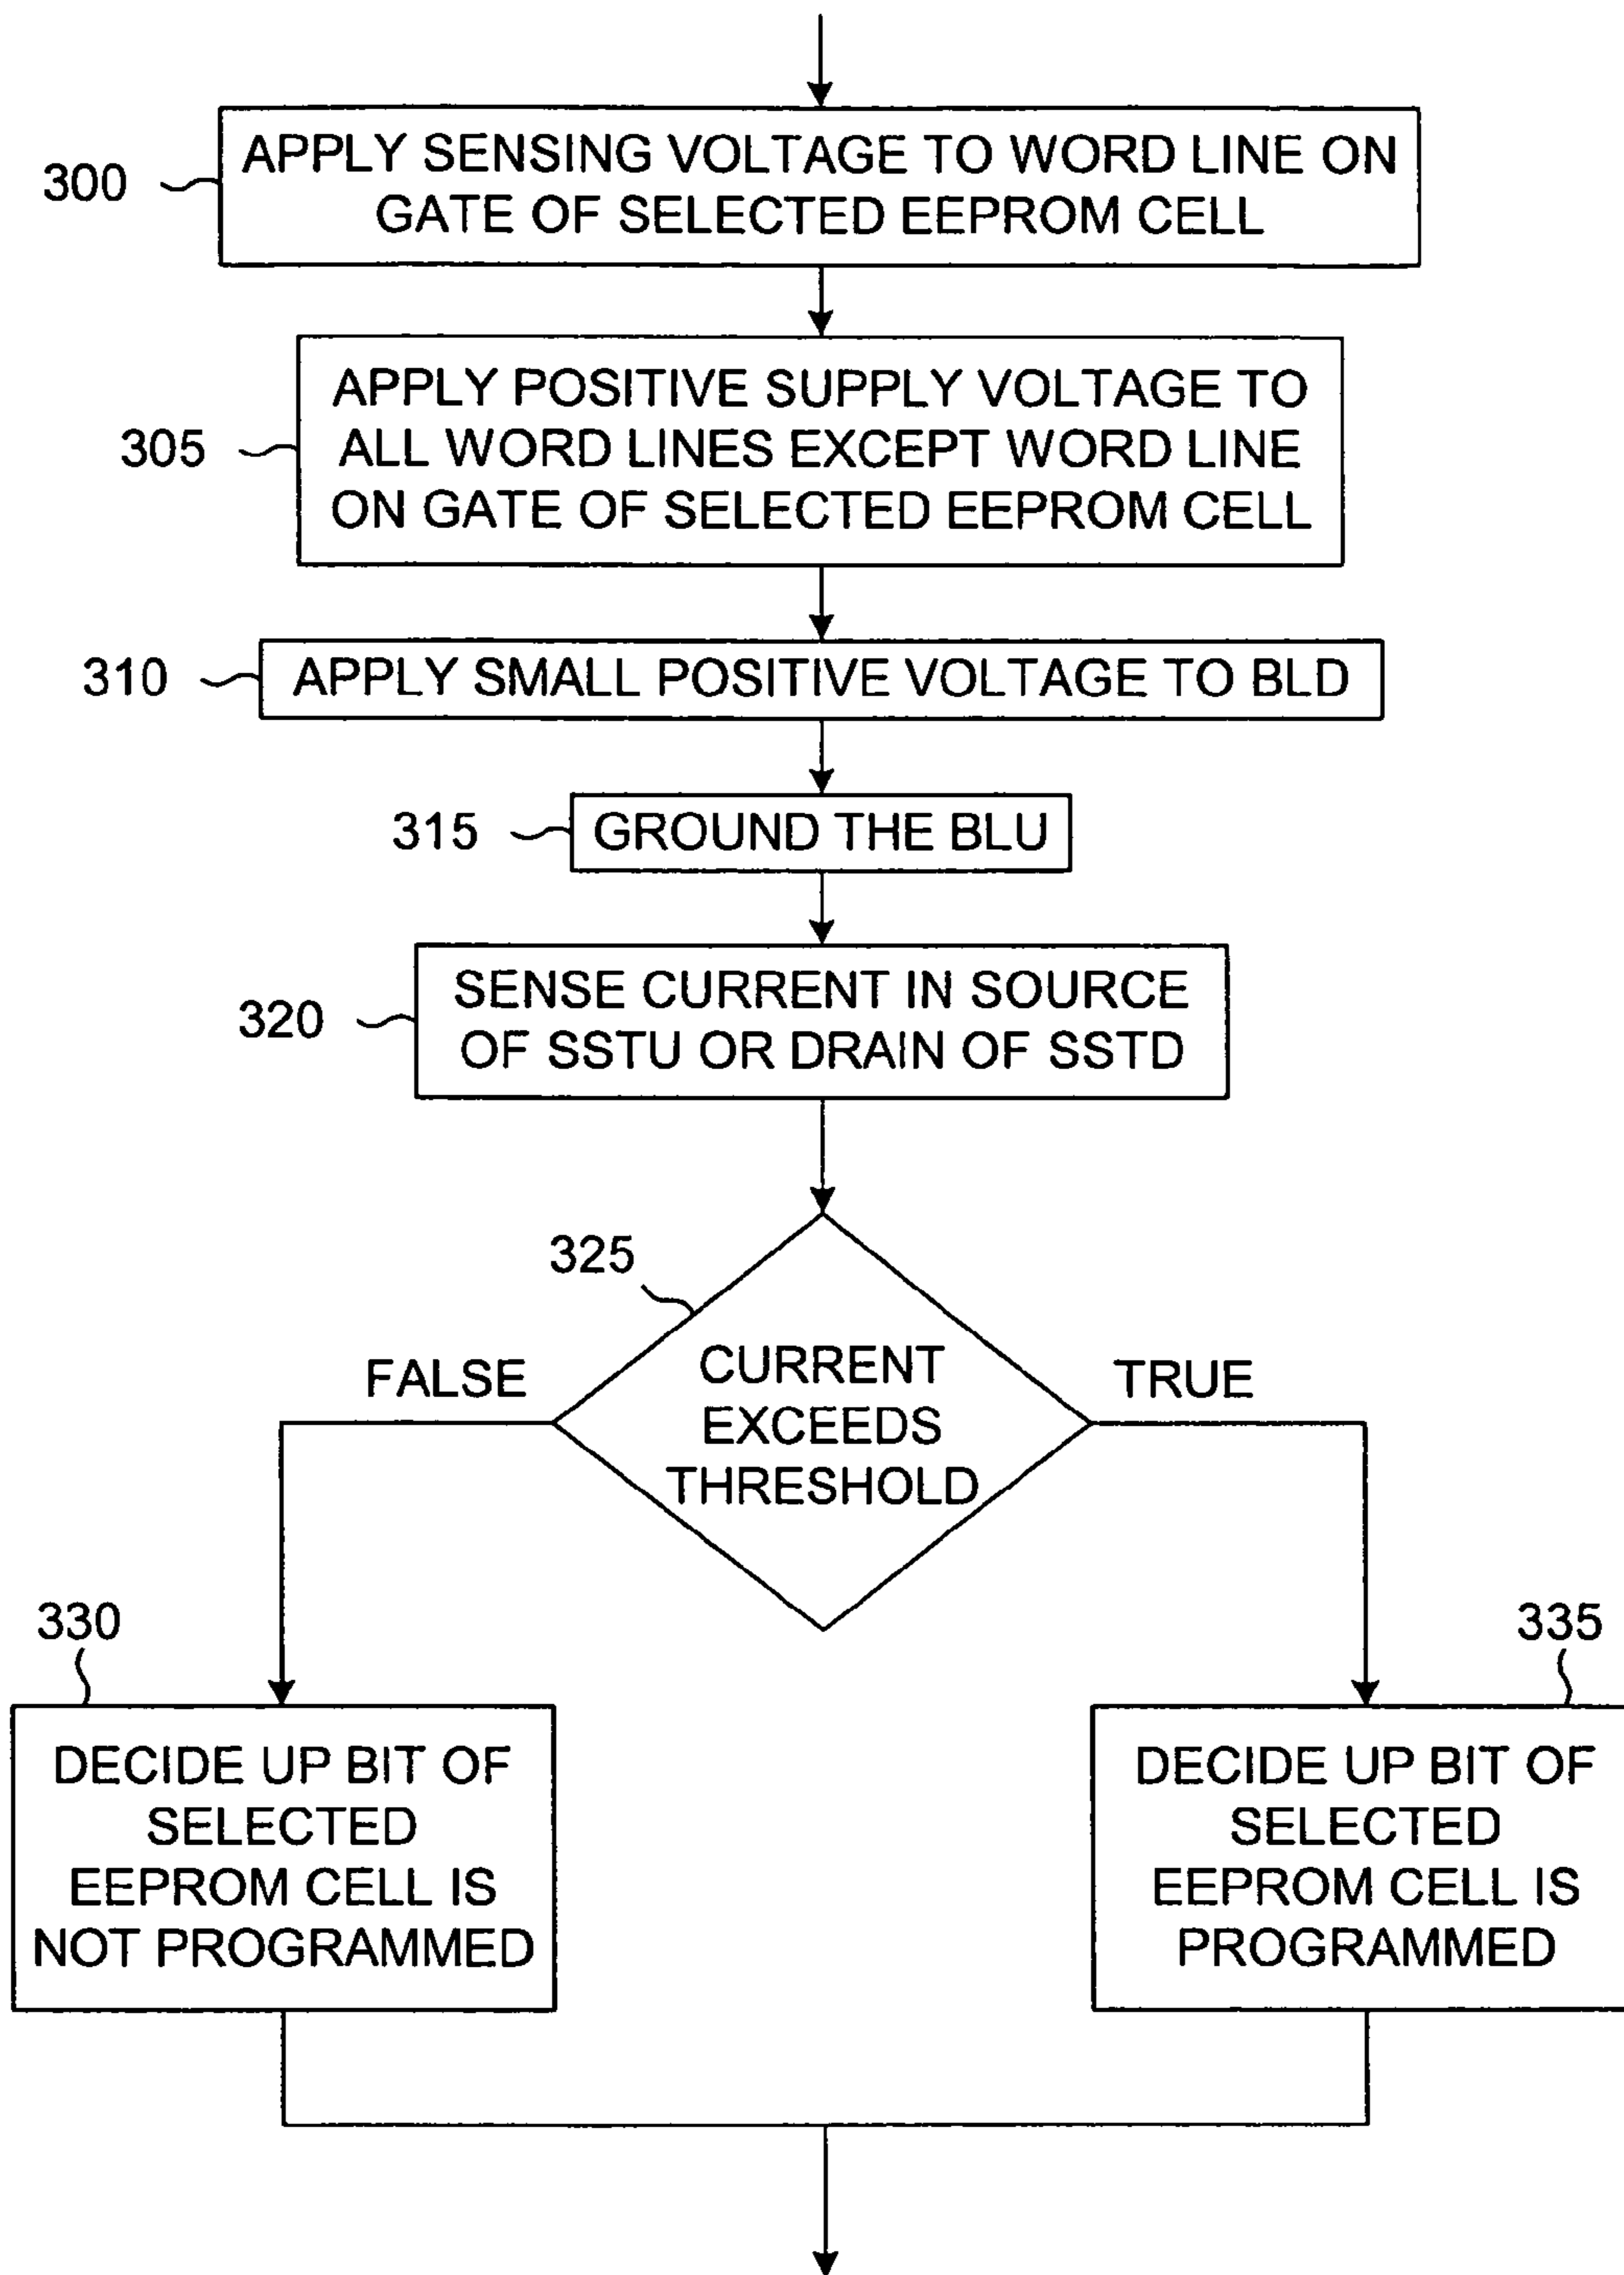 300
APPLY SENSING VOLTAGE TO WORD LINE ON
GATE OF SELECTED EEPROM CELL
305
APPLY POSITIVE SUPPLY VOLTAGE TO
ALL WORD LINES EXCEPT WORD LINE
ON GATE OF SELECTED EEPROM CELL
310
APPLY SMALL POSITIVE VOLTAGE TO BLD
315
GROUND THE BLU
320
SENSE CURRENT IN SOURCE
OF SSTU OR DRAIN OF SSTD
325
CURRENT
EXCEEDS
THRESHOLD
FALSE
TRUE
330
DECIDE UP BIT OF
SELECTED
EEPROM CELL IS
NOT PROGRAMMED
335
DECIDE UP BIT OF
SELECTED
EEPROM CELL IS
PROGRAMMED